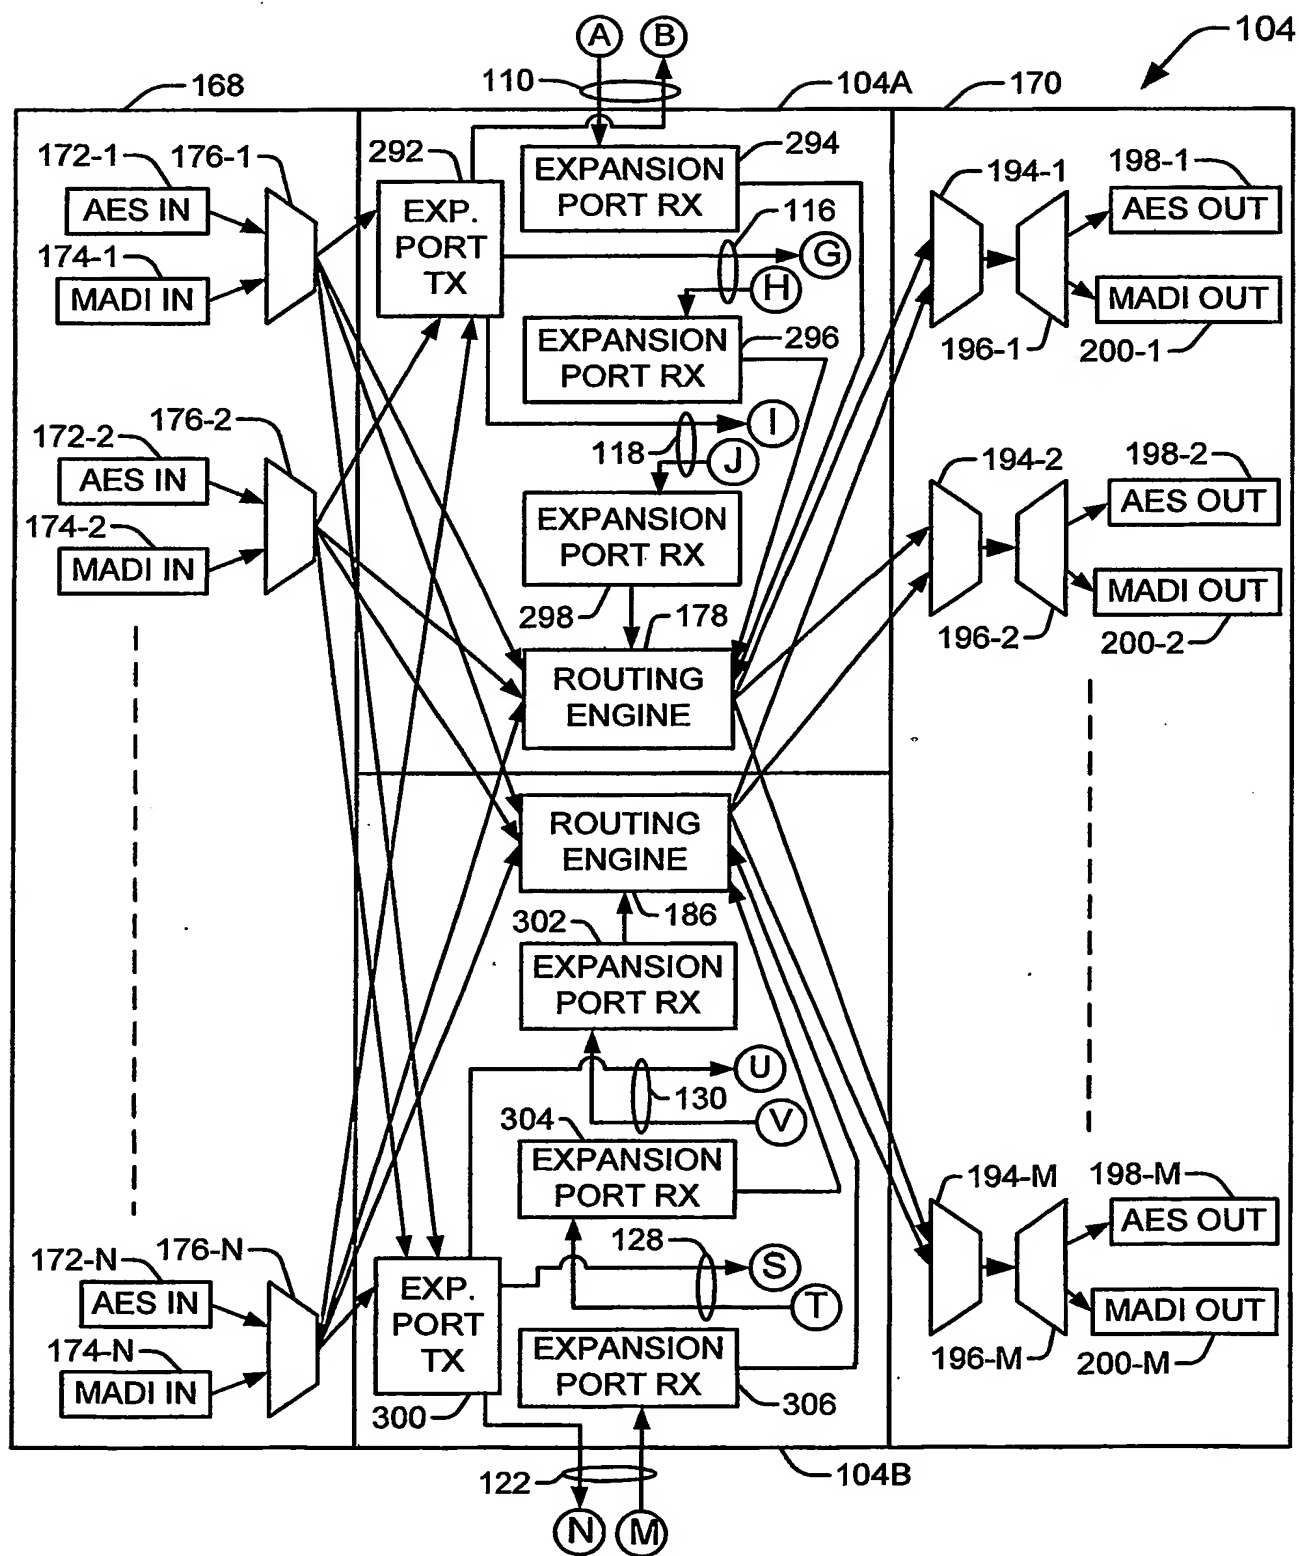 A
B
104
110
168
104A
170
172-1
176-1
292
294
194-1
198-1
AES IN
EXP.
PORT
TX
EXPANSION
PORT RX
AES OUT
174-1
116
G
MADI IN
H
MADI OUT
EXPANSION
PORT RX
296
196-1
200-1
172-2
176-2
I
118
J
194-2
198-2
AES IN
AES OUT
174-2
EXPANSION
PORT RX
MADI IN
MADI OUT
298
178
196-2
200-2
ROUTING
ENGINE
ROUTING
ENGINE
302
186
EXPANSION
PORT RX
U
130
304
V
EXPANSION
PORT RX
194-M
198-M
AES OUT
172-N
176-N
128
S
AES IN
EXP.
PORT
TX
T
MADI OUT
174-N
EXPANSION
PORT RX
196-M
200-M
MADI IN
300
306
122
104B
N
M